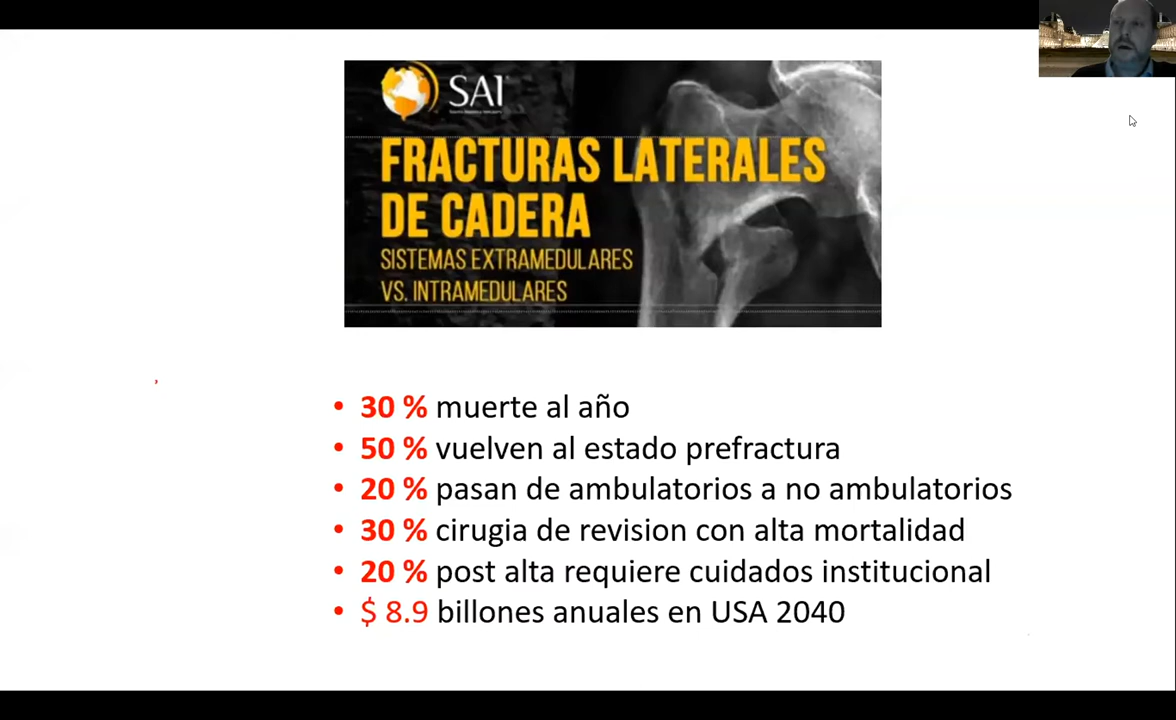 SAI
FRACTURAS LATERALES
DE CADERA
SISTEMAS EXTRAMEDULARES
VS. INTRAMEDULARES
• 30 % muerte al año
• 50 % vuelven al estado prefractura
• 20 % pasan de ambulatorios a no ambulatorios
• 30 % cirugia de revision con alta mortalidad
• 20 % post alta requiere cuidados institucional
• $ 8.9 billones anuales en USA 2040